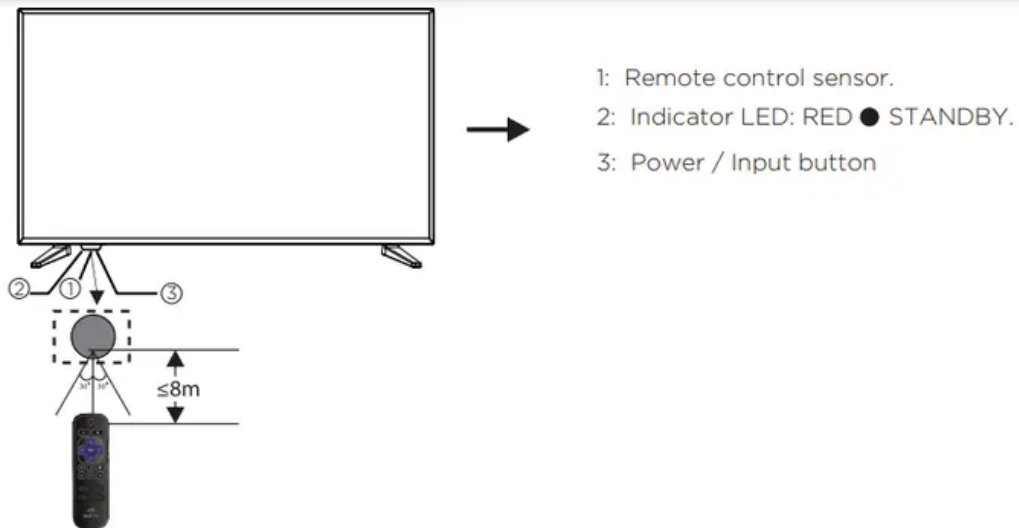 1: Remote control sensor.
2: Indicator LED: RED ● STANDBY.
3: Power / Input button
② ① ③
30° 30°
≤8m